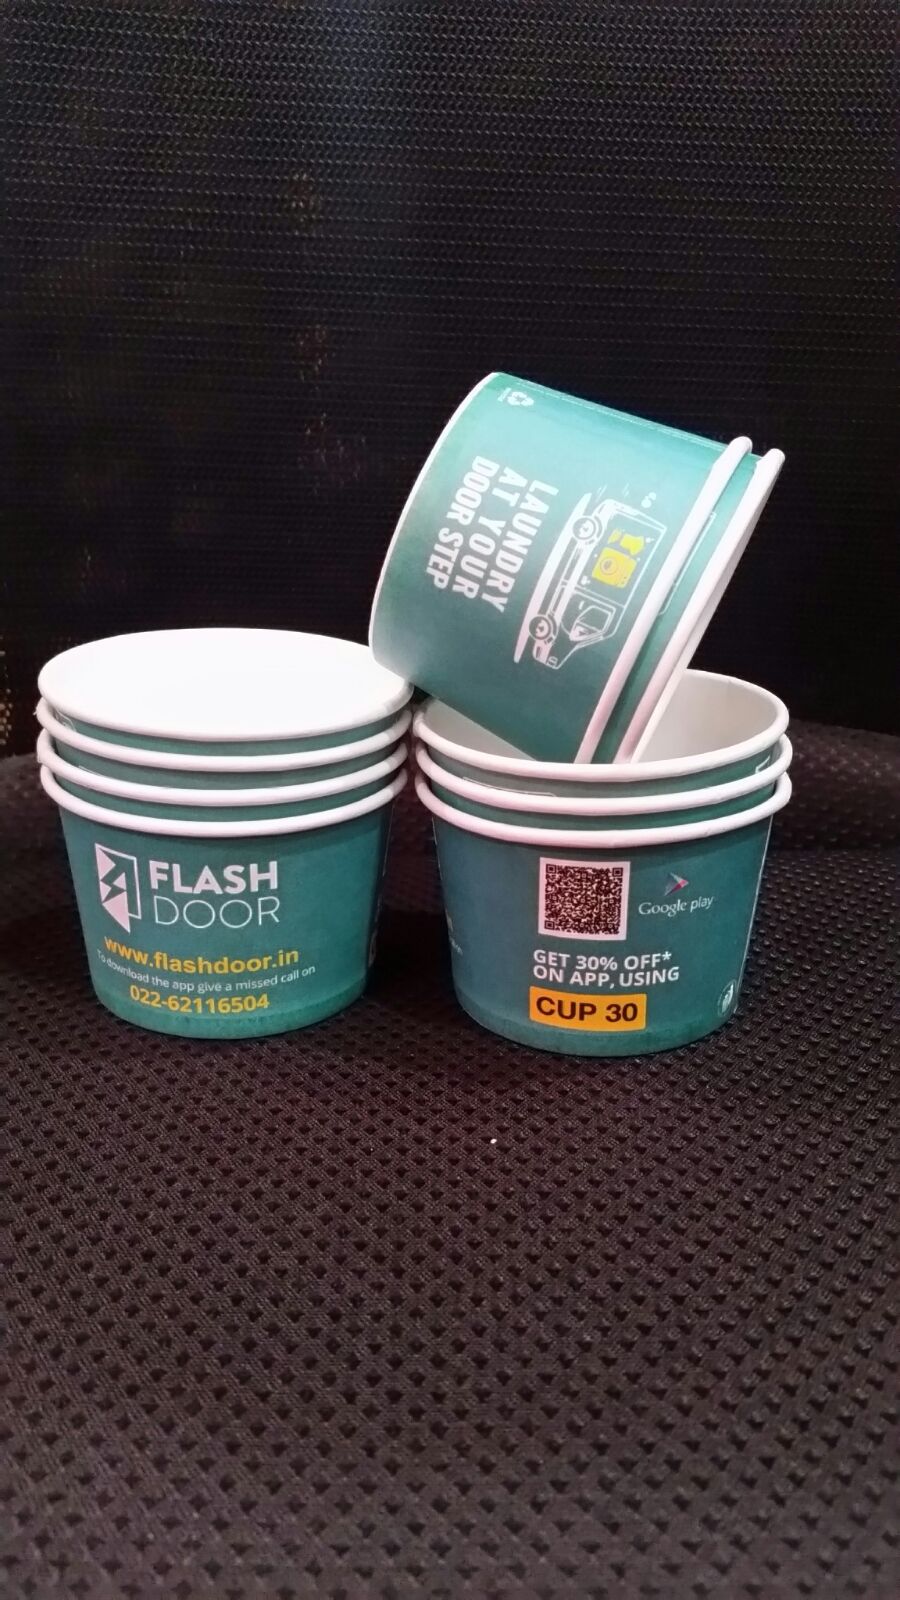 LAUNDRY
AT YOUR
DOOR STEP
FLASH
DOOR
www.flashdoor.in
To download the app give a missed call on
022-62116504
Google play
GET 30% OFF*
ON APP, USING
CUP 30